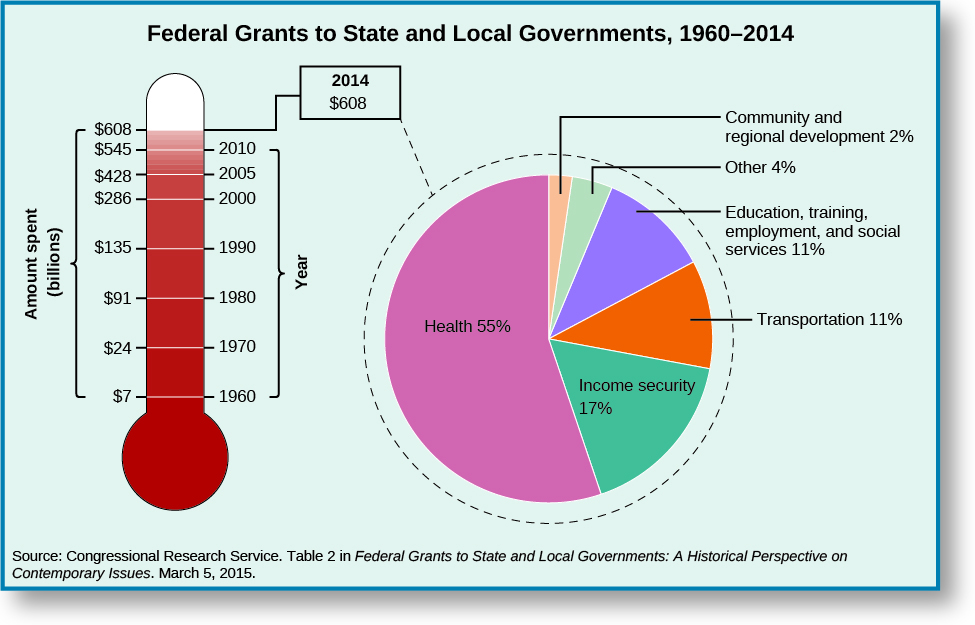 Federal Grants to State and Local Governments, 1960–2014
2014
$608
$608
$545
$428
$286
$135
$91
$24
$7
2010
2005
2000
1990
1980
1970
1960
Amount spent
(billions)
Year
Community and
regional development 2%
Other 4%
Education, training,
employment, and social
services 11%
Transportation 11%
Health 55%
Income security
17%
Source: Congressional Research Service. Table 2 in Federal Grants to State and Local Governments: A Historical Perspective on
Contemporary Issues. March 5, 2015.